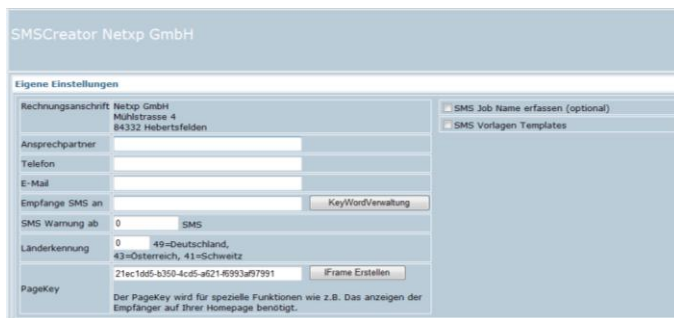 SMSCreator Netxp GmbH
Eigene Einstellungen
Rechnungsanschrift Netxp GmbH
Mühlstrasse 4
84332 Hebertsfelden
Ansprechpartner
Telefon
E-Mail
Empfange SMS an KeyWordVerwaltung
SMS Warnung ab 0 SMS
Länderkennung 0 49=Deutschland,
43=Österreich, 41=Schweitz
PageKey 21ec1dd5-b350-4cd5-a621-f6993af97991 IFrame Erstellen
Der PageKey wird für spezielle Funktionen wie z.B. Das anzeigen der
Empfänger auf Ihrer Homepage benötigt.
SMS Job Name erfassen (optional)
SMS Vorlagen Templates